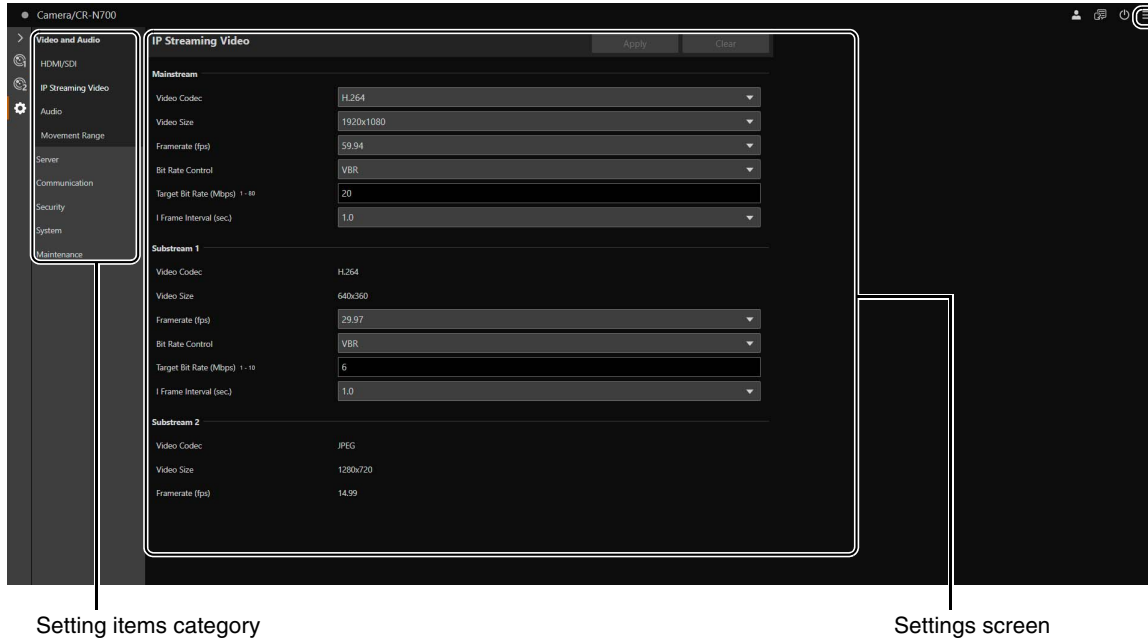 Camera/CR-N700
Video and Audio
HDMI/SDI
IP Streaming Video
Audio
Movement Range
Server
Communication
Security
System
Maintenance
1
2
IP Streaming Video
Apply Clear
Mainstream
Video Codec H.264
Video Size 1920x1080
Framerate (fps) 59.94
Bit Rate Control VBR
Target Bit Rate (Mbps) 1 - 80 20
I Frame Interval (sec.) 1.0
Substream 1
Video Codec H.264
Video Size 640x360
Framerate (fps) 29.97
Bit Rate Control VBR
Target Bit Rate (Mbps) 1 - 10 6
I Frame Interval (sec.) 1.0
Substream 2
Video Codec JPEG
Video Size 1280x720
Framerate (fps) 14.99
Setting items category Settings screen